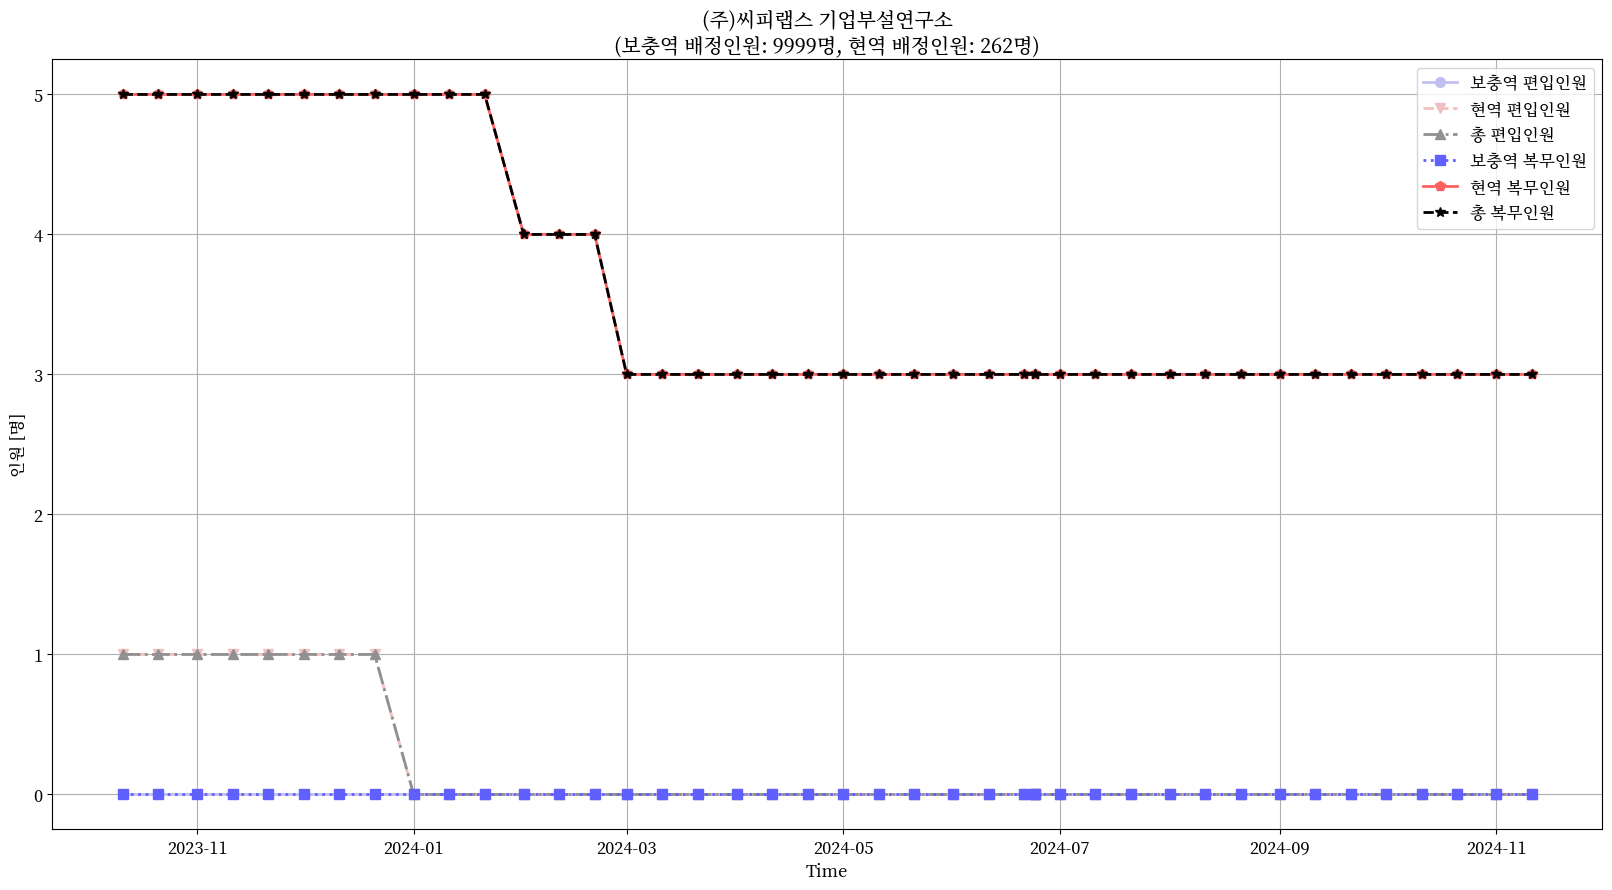 (주)씨피랩스 기업부설연구소
(보충역 배정인원: 9999명, 현역 배정인원: 262명)
보충역 편입인원
현역 편입인원
총 편입인원
보충역 복무인원
현역 복무인원
총 복무인원
인원 [명]
5
4
3
2
1
0
2023-11
2024-01
2024-03
2024-05
2024-07
2024-09
2024-11
Time